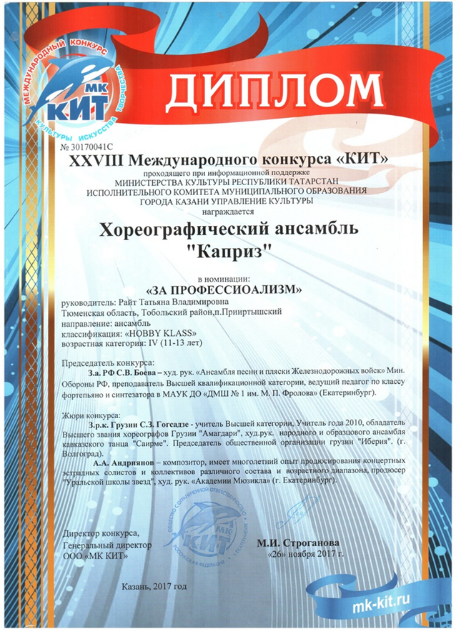 МЕЖДУНАРОДНЫЙ КОНКУРС
МК
КИТ
КУЛЬТУРЫ ИСКУССТВА ТВОРЧЕСТВА
ДИПЛОМ
№ 30170041С
XXVIII Международного конкурса «КИТ»
проходящего при информационной поддержке
МИНИСТЕРСТВА КУЛЬТУРЫ РЕСПУБЛИКИ ТАТАРСТАН
ИСПОЛНИТЕЛЬНОГО КОМИТЕТА МУНИЦИПАЛЬНОГО ОБРАЗОВАНИЯ
ГОРОДА КАЗАНИ УПРАВЛЕНИЕ КУЛЬТУРЫ
награждается
Хореографический ансамбль
"Каприз"
в номинации:
«ЗА ПРОФЕССИОАЛИЗМ»
руководитель: Райт Татьяна Владимировна
Тюменская область, Тобольский район,п.Прииртышский
направление: ансамбль
классификация: «HOBBY KLASS»
возрастная категория: IV (11-13 лет)
Председатель конкурса:
З.а. РФ С.В. Боева – худ. рук. «Ансамбля песни и пляски Железнодорожных войск» Мин.
Обороны РФ, преподаватель Высшей квалификационной категории, ведущий педагог по классу
фортепьяно и синтезатора в МАУК ДО «ДМШ № 1 им. М. П. Фролова» (Екатеринбург).
Жюри конкурса:
З.р.к. Грузии С.З. Гогеадзе - учитель Высшей категории, Учитель года 2010, обладатель
Высшего звания хореографов Грузии "Амагдари", худ.рук. народного и образцового ансамбля
кавказского танца "Свирме". Председатель общественной организации грузин "Иберия". (г.
Волгоград).
А.А. Андриянов – композитор, имеет многолетний опыт продюсирования концертных
эстрадных солистов и коллективов различного состава и возрастного диапазона, продюсер
"Уральской школы звезд", худ. рук. «Академии Мюзикла» (г. Екатеринбург).
Директор конкурса,
Генеральный директор
ООО «МК КИТ»
МК
КИТ
М.И. Строганова
«26» ноября 2017 г.
Казань, 2017 год
mk-kit.ru